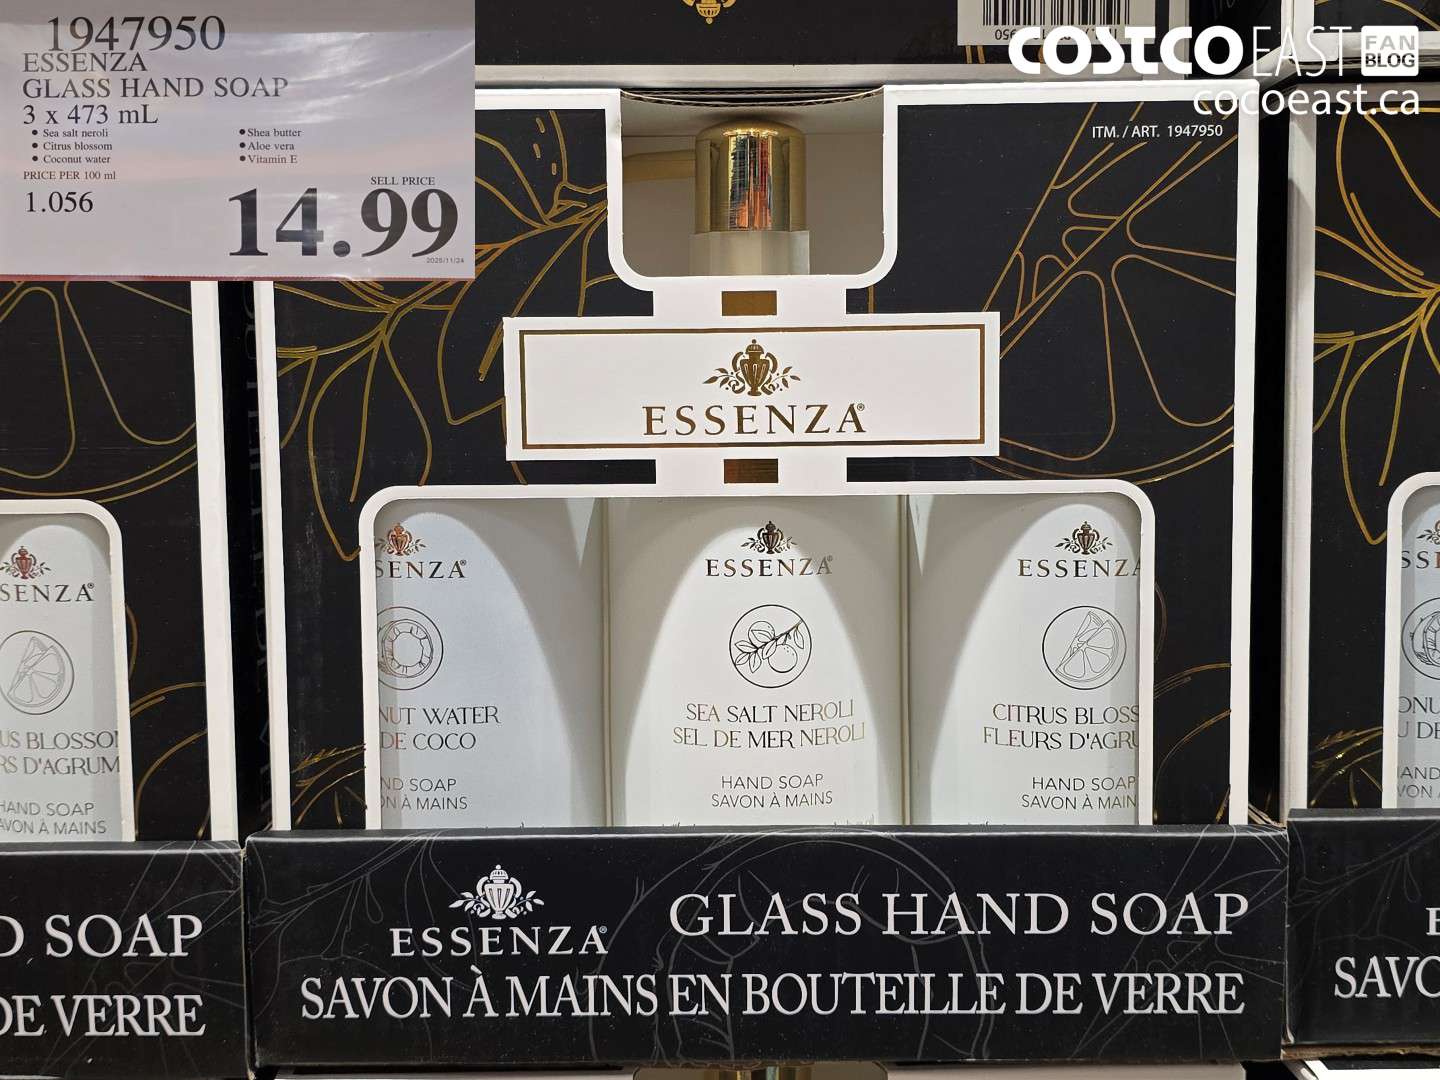 1947950
ESSENZA
GLASS HAND SOAP
3 x 473 mL
• Sea salt neroli
• Citrus blossom
• Coconut water
• Shea butter
• Aloe vera
• Vitamin E
PRICE PER 100 ml
1.056
SELL PRICE
14.99
2025/11/24
COSTCO EAST FAN BLOG
cocoeast.ca
ITM. / ART. 1947950
ESSENZA®
SENZA®
NUT WATER
DE COCO
ND SOAP
N À MAINS
ESSENZA®
SEA SALT NEROLI
SEL DE MER NEROLI
HAND SOAP
SAVON À MAINS
ESSENZA
CITRUS BLOSS
FLEURS D'AGRU
HAND SOAP
SAVON À MAIN
SENZA®
US BLOSSO
RS D'AGRUM
HAND SOAP
AVON À MAINS
ESSENZA®
GLASS HAND SOAP
SAVON À MAINS EN BOUTEILLE DE VERRE
D SOAP
DE VERRE
SAVO